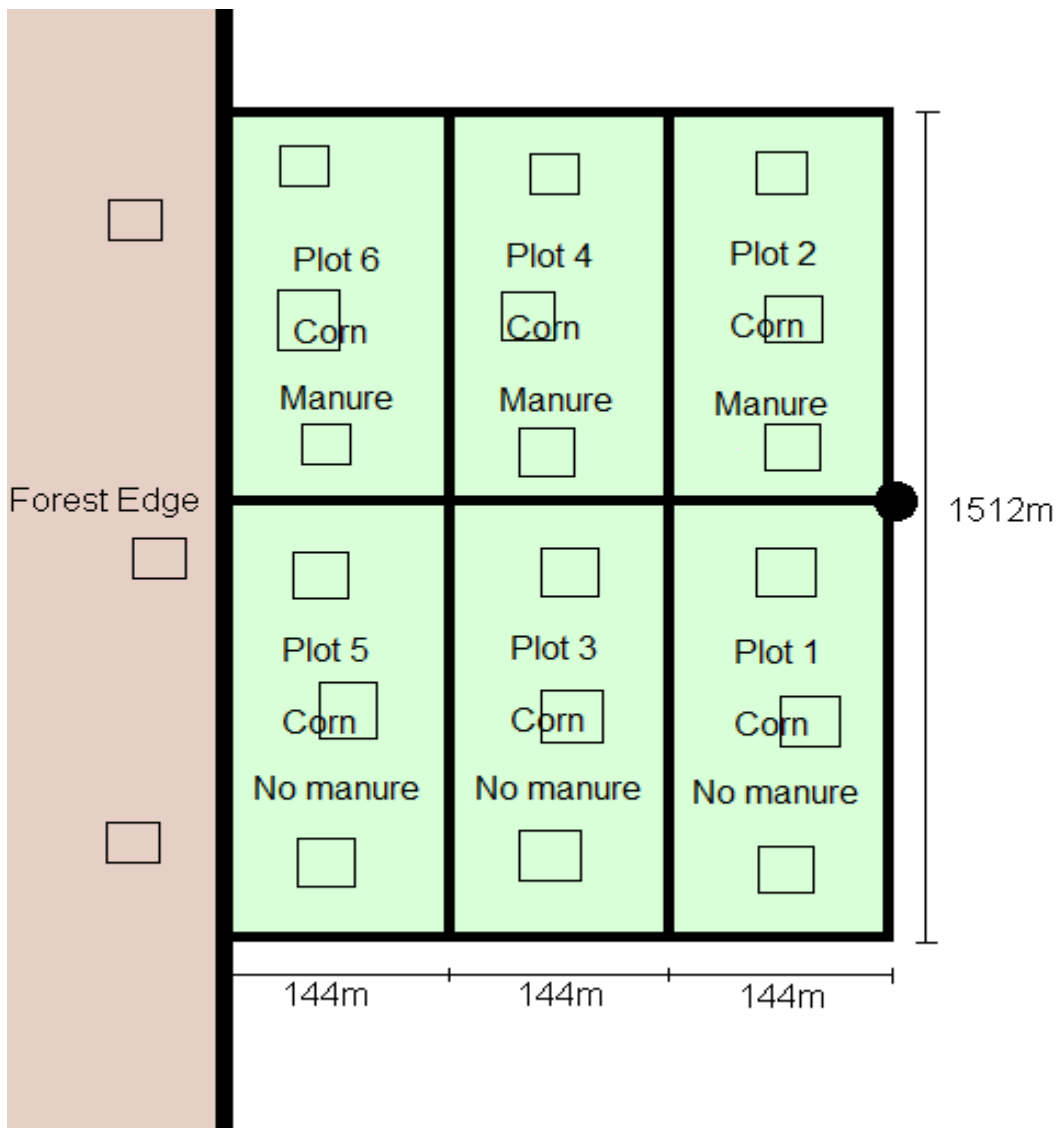 Plot 6
Corn
Manure
Plot 4
Corn
Manure
Plot 2
Corn
Manure
Forest Edge
1512m
Plot 5
Corn
No manure
Plot 3
Corn
No manure
Plot 1
Corn
No manure
144m
144m
144m